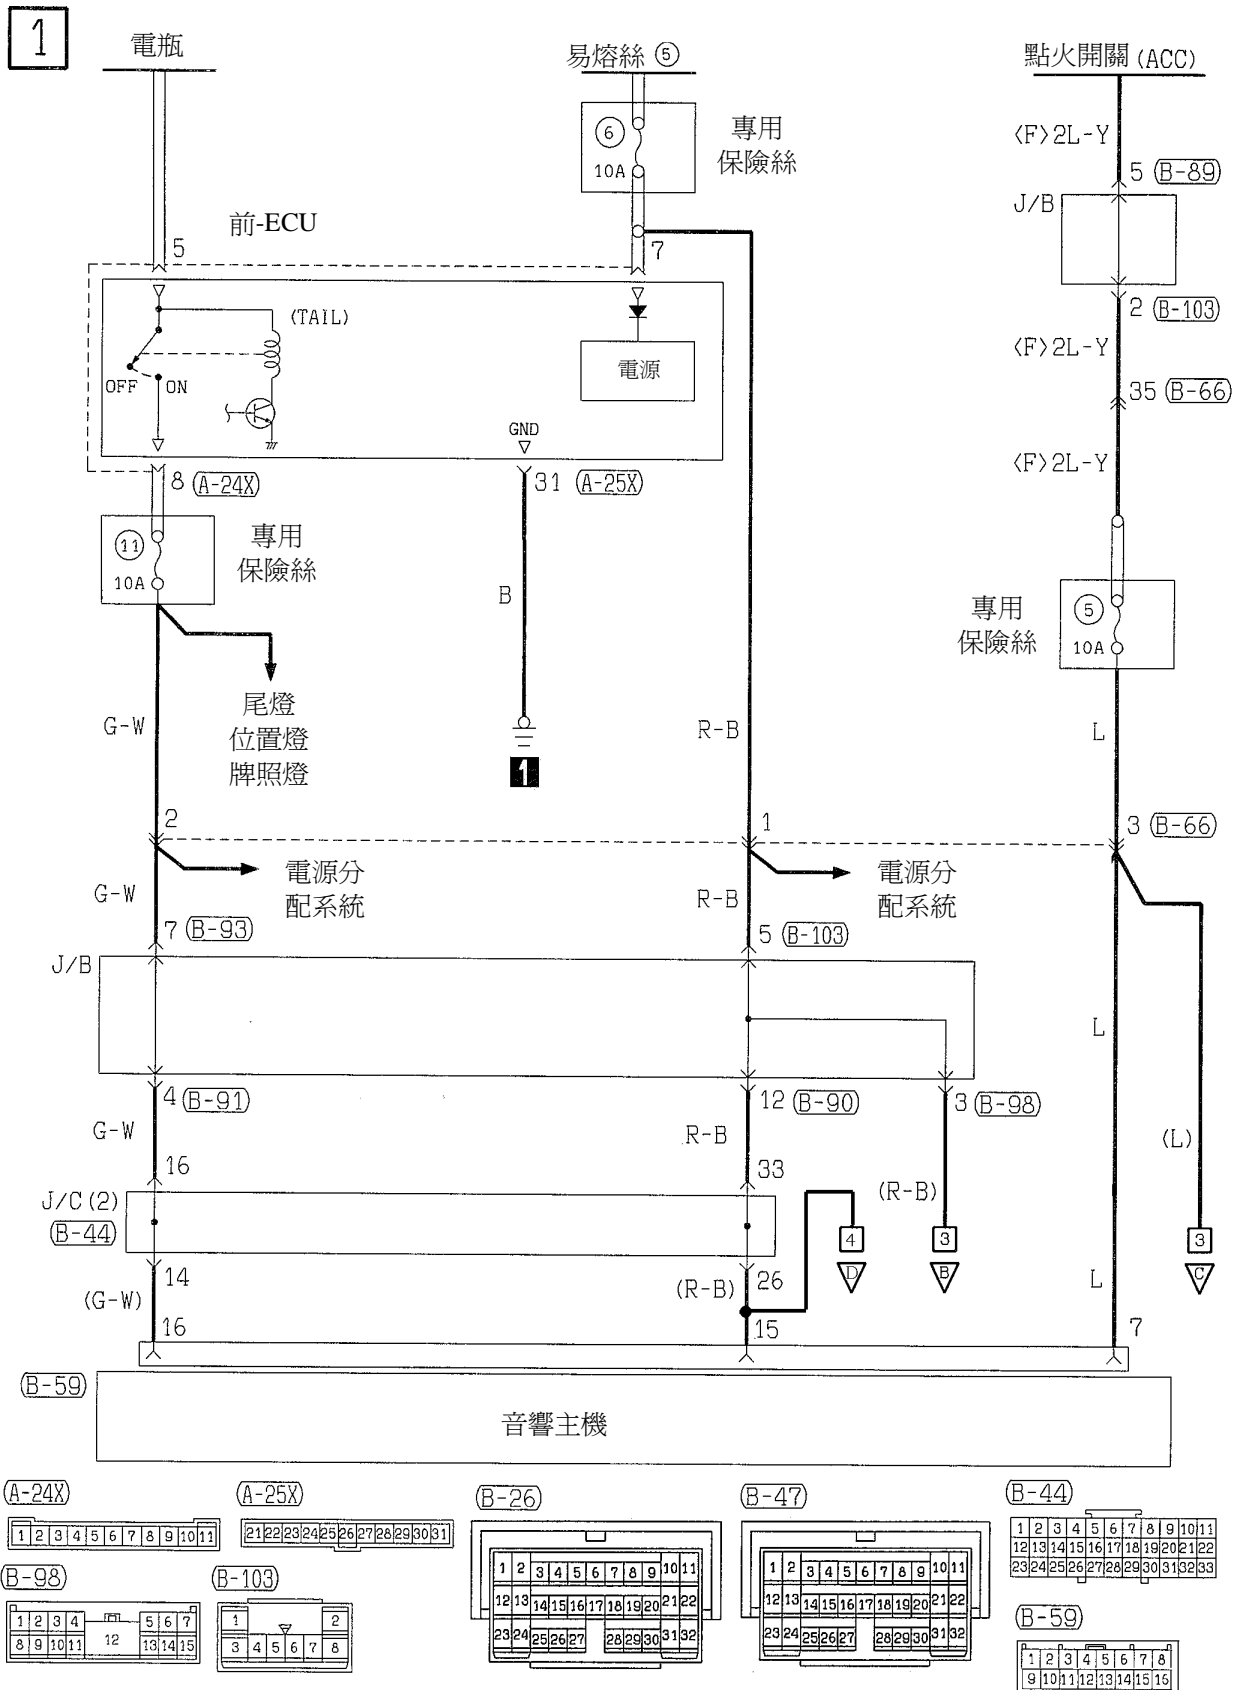 1
電瓶
易熔絲 ⑤
點火開關 (ACC)
⑥
10A
專用
保險絲
<F>2L-Y
5 (B-89)
J/B
前-ECU
5
7
2 (B-103)
(TAIL)
OFF
ON
電源
<F>2L-Y
35 (B-66)
GND
<F>2L-Y
8 (A-24X)
31 (A-25X)
⑪
10A
專用
保險絲
B
⑤
10A
專用
保險絲
尾燈
位置燈
牌照燈
G-W
1
R-B
L
2
1
3 (B-66)
電源分
配系統
電源分
配系統
G-W
R-B
7 (B-93)
5 (B-103)
J/B
L
4 (B-91)
12 (B-90)
3 (B-98)
G-W
R-B
(L)
16
33
J/C (2)
(B-44)
(R-B)
4
3
3
D
B
C
14
26
(G-W)
(R-B)
L
16
15
7
(B-59)
音響主機
(A-24X)
1 2 3 4 5 6 7 8 9 10 11
(A-25X)
21 22 23 24 25 26 27 28 29 30 31
(B-26)
1 2 3 4 5 6 7 8 9 10 11
12 13 14 15 16 17 18 19 20 21 22
23 24 25 26 27 28 29 30 31 32
(B-47)
1 2 3 4 5 6 7 8 9 10 11
12 13 14 15 16 17 18 19 20 21 22
23 24 25 26 27 28 29 30 31 32
(B-44)
1 2 3 4 5 6 7 8 9 10 11
12 13 14 15 16 17 18 19 20 21 22
23 24 25 26 27 28 29 30 31 32 33
(B-98)
1 2 3 4 5 6 7
8 9 10 11 12 13 14 15
(B-103)
1 2
3 4 5 6 7 8
(B-59)
1 2 3 4 5 6 7 8
9 10 11 12 13 14 15 16